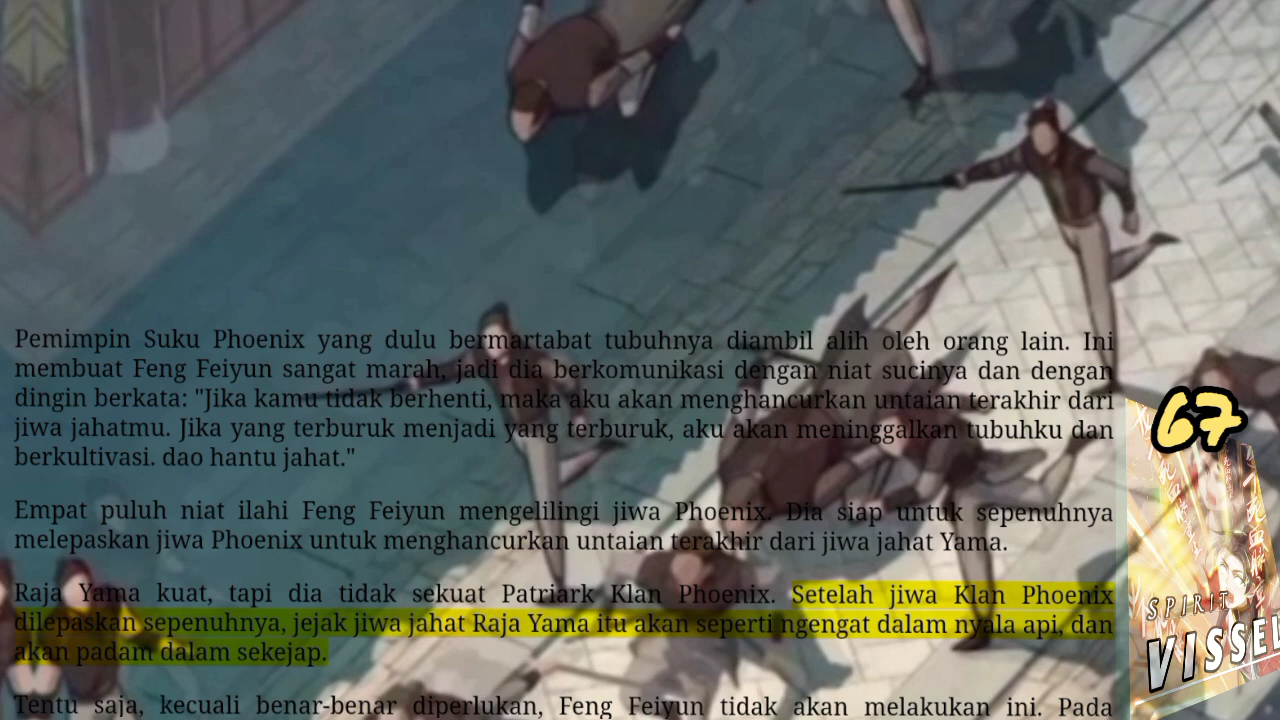 Pemimpin Suku Phoenix yang dulu bermartabat tubuhnya diambil alih oleh orang lain. Ini
membuat Feng Feiyun sangat marah, jadi dia berkomunikasi dengan niat sucinya dan dengan
dingin berkata: "Jika kamu tidak berhenti, maka aku akan menghancurkan untaian terakhir dari
jiwa jahatmu. Jika yang terburuk menjadi yang terburuk, aku akan meninggalkan tubuhku dan
berkultivasi. dao hantu jahat."
Empat puluh niat ilahi Feng Feiyun mengelilingi jiwa Phoenix. Dia siap untuk sepenuhnya
melepaskan jiwa Phoenix untuk menghancurkan untaian terakhir dari jiwa jahat Yama.
Raja Yama kuat, tapi dia tidak sekuat Patriark Klan Phoenix. Setelah jiwa Klan Phoenix
dilepaskan sepenuhnya, jejak jiwa jahat Raja Yama itu akan seperti ngengat dalam nyala api, dan
akan padam dalam sekejap.
Tentu saja, kecuali benar-benar diperlukan, Feng Feiyun tidak akan melakukan ini. Pada
67
SPIRIT
VISSEL